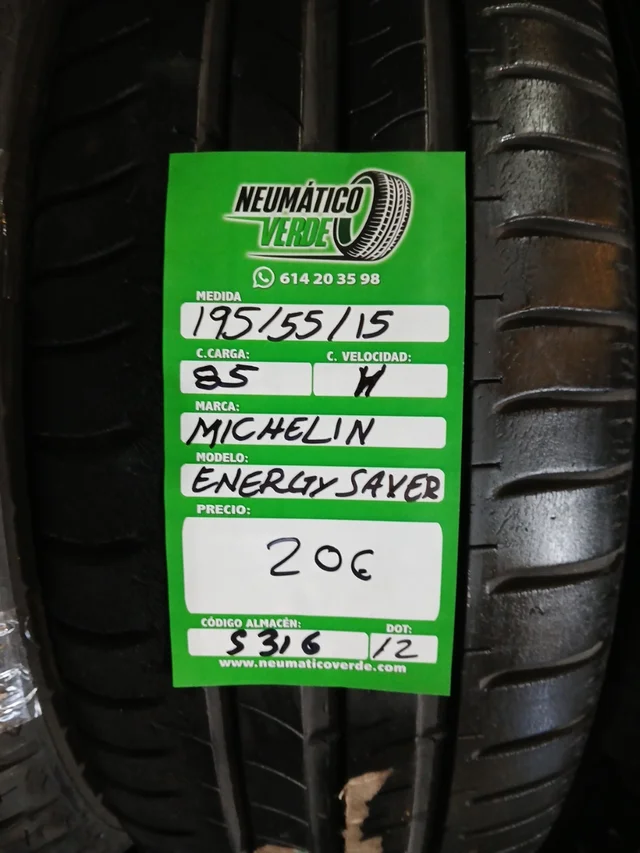 NEUMÁTICO
VERDE
614 20 35 98
MEDIDA
195/55/15
C.CARGA: C. VELOCIDAD:
85 H
MARCA:
MICHELIN
MODELO:
ENERGY SAVER
PRECIO:
20€
CÓDIGO ALMACÉN: DOT:
S316 12
www.neumaticoverde.com